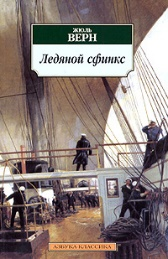 ЖЮЛЬ
ВЕРН
Ледяной сфинкс
АЗБУКА-КЛАССИКА